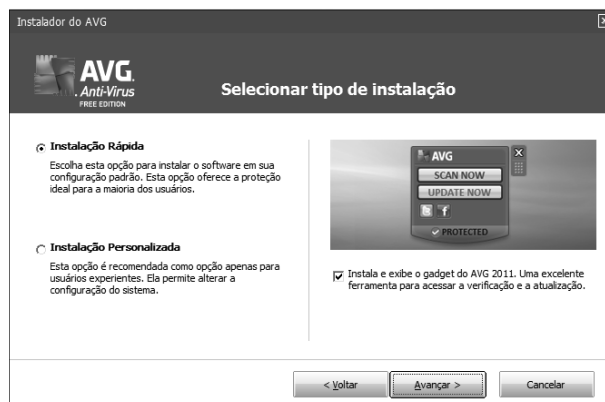 Instalador do AVG
AVG.
Anti-Virus
FREE EDITION
Selecionar tipo de instalação
Instalação Rápida
Escolha esta opção para instalar o software em sua
configuração padrão. Esta opção oferece a proteção
ideal para a maioria dos usuários.
Instalação Personalizada
Esta opção é recomendada como opção apenas para
usuários experientes. Ela permite alterar a
configuração do sistema.
AVG
SCAN NOW
UPDATE NOW
PROTECTED
Instala e exibe o gadget do AVG 2011. Uma excelente
ferramenta para acessar a verificação e a atualização.
< Voltar
Avançar >
Cancelar